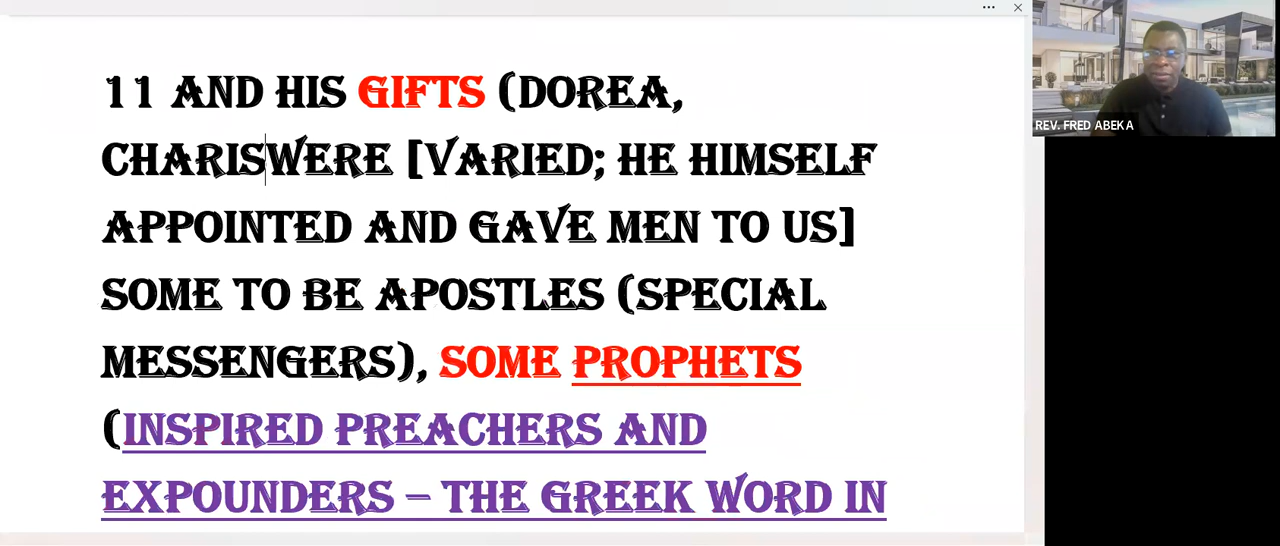 11 AND HIS GIFTS (DOREA,
CHARISWERE [VARIED; HE HIMSELF
APPOINTED AND GAVE MEN TO US]
SOME TO BE APOSTLES (SPECIAL
MESSENGERS), SOME PROPHETS
(INSPIRED PREACHERS AND
EXPOUNDERS – THE GREEK WORD IN
REV. FRED ABEKA